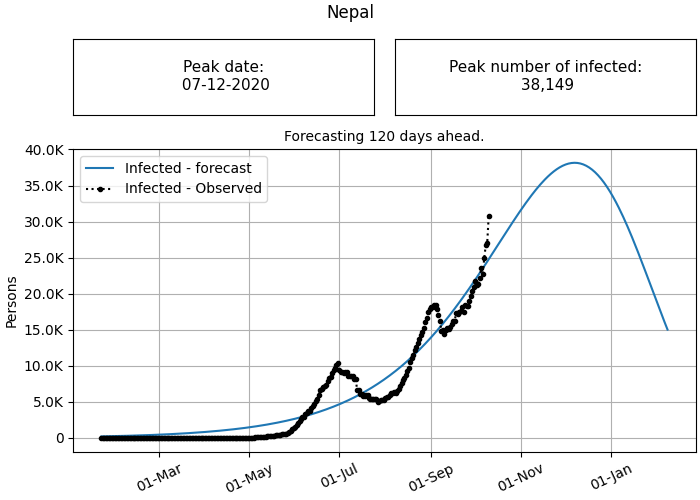 Nepal
Peak date:
07-12-2020
Peak number of infected:
38,149
Forecasting 120 days ahead.
40.0K
35.0K
30.0K
25.0K
20.0K
15.0K
10.0K
5.0K
0
Persons
Infected - forecast
Infected - Observed
01-Mar
01-May
01-Jul
01-Sep
01-Nov
01-Jan